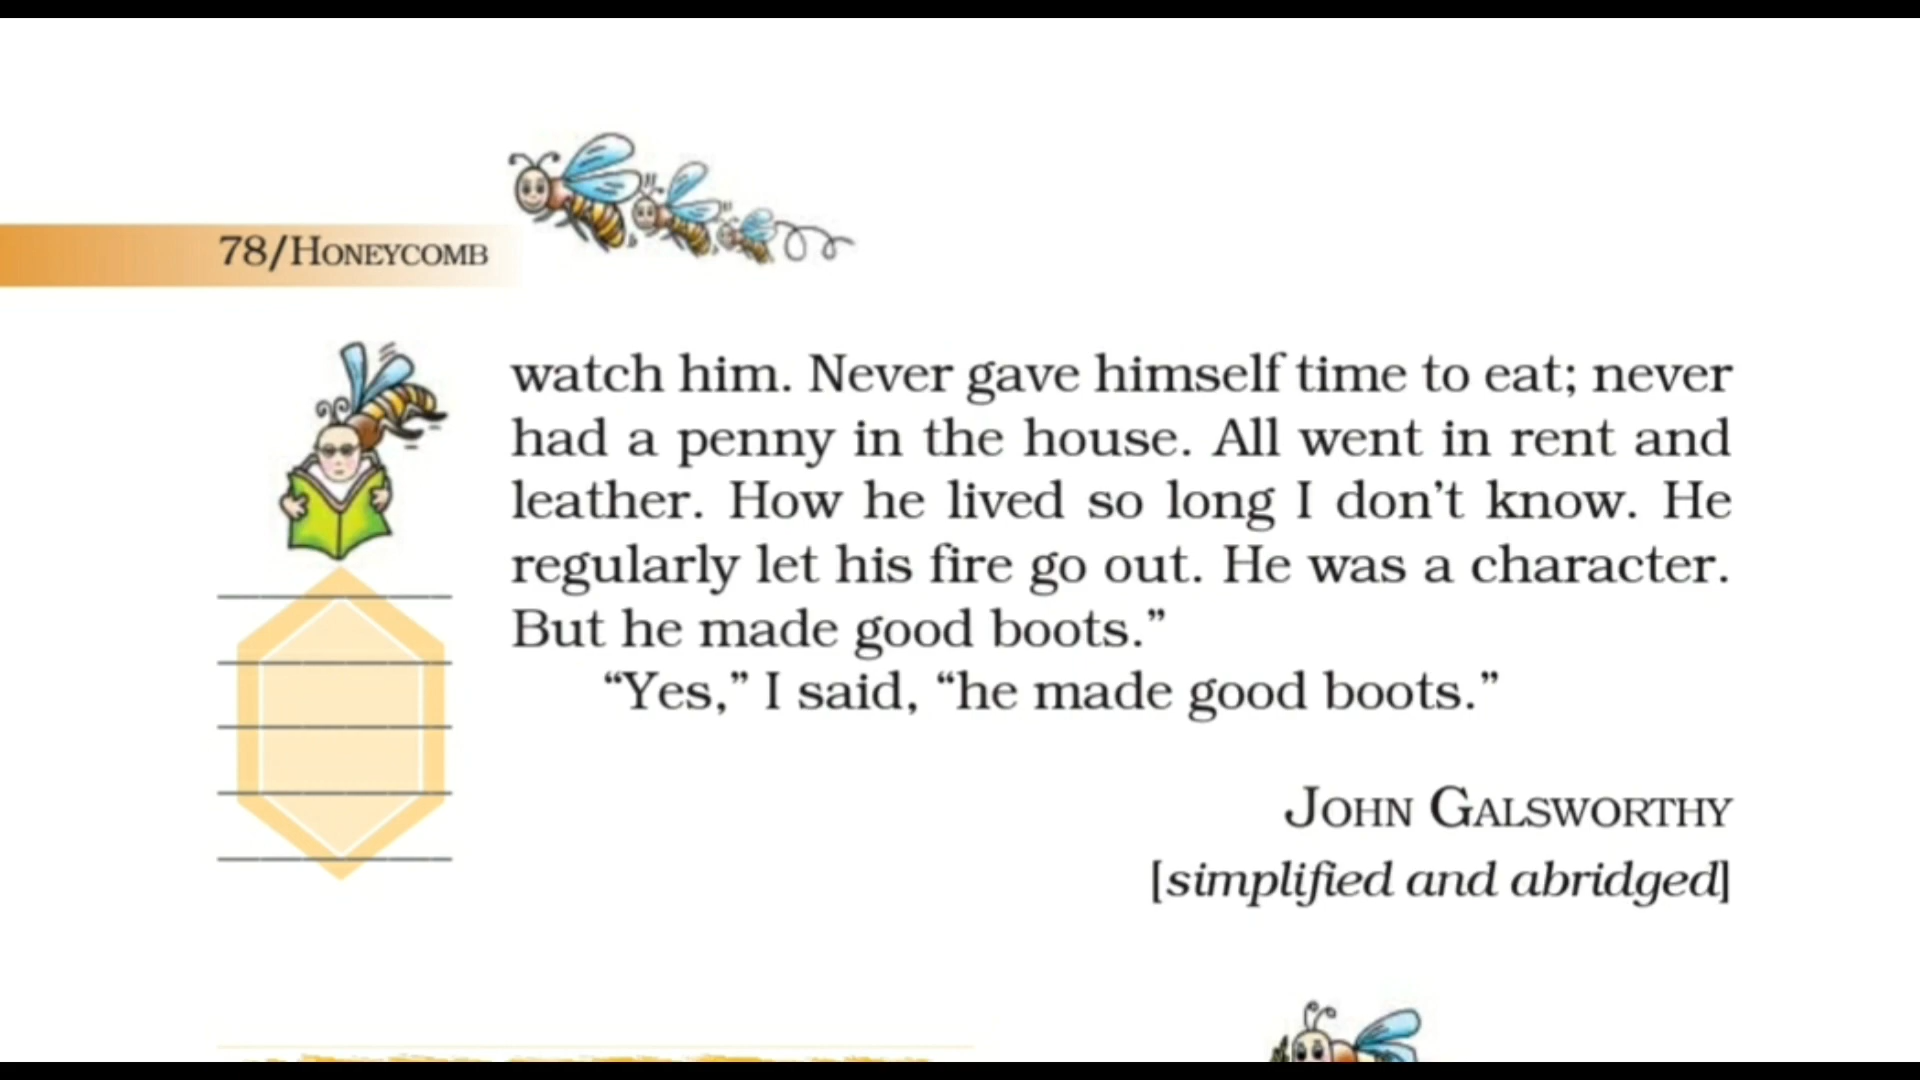 78/HONEYCOMB
watch him. Never gave himself time to eat; never
had a penny in the house. All went in rent and
leather. How he lived so long I don’t know. He
regularly let his fire go out. He was a character.
But he made good boots.”
“Yes,” I said, “he made good boots.”
JOHN GALSWORTHY
[simplified and abridged]